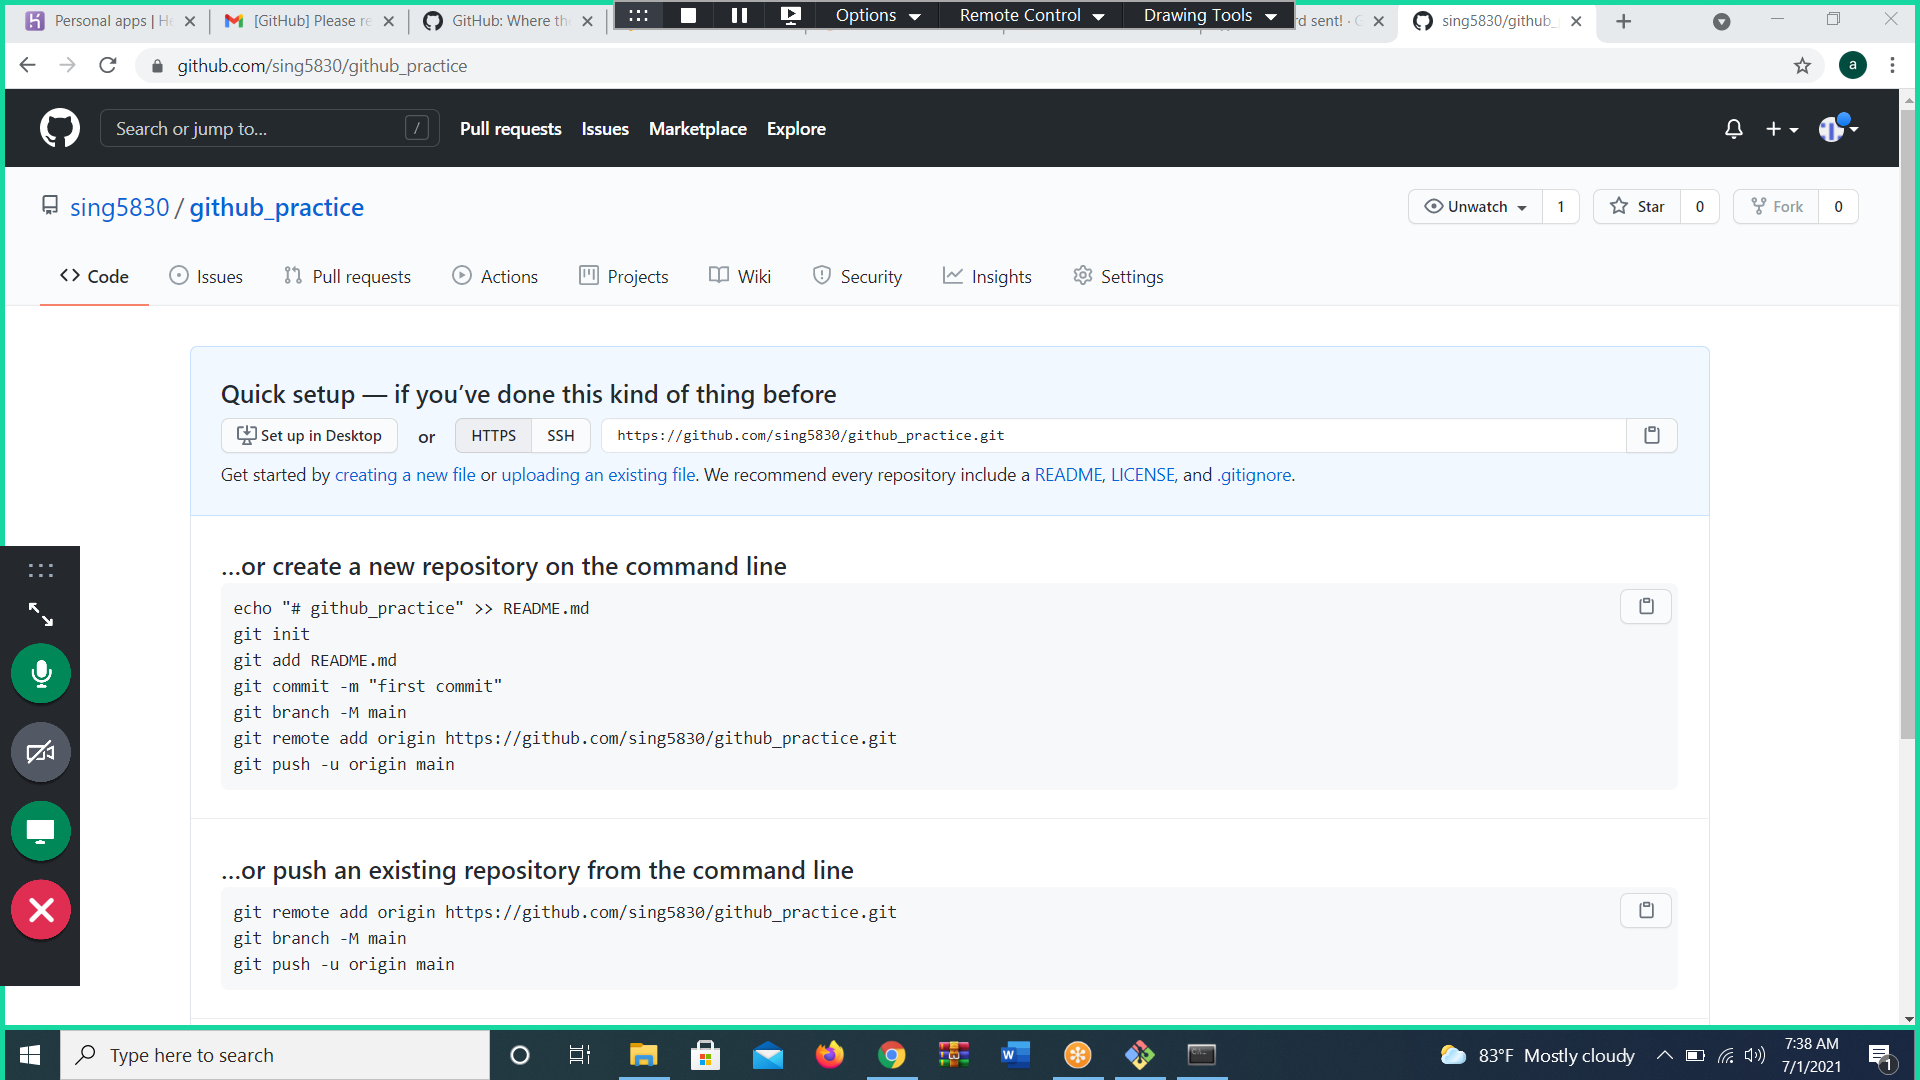 Personal apps | He
[GitHub] Please re
GitHub: Where th
Options
Remote Control
Drawing Tools
rd sent! · G
sing5830/github_
github.com/sing5830/github_practice
a
Search or jump to...
/
Pull requests
Issues
Marketplace
Explore
sing5830 / github_practice
Unwatch
1
Star
0
Fork
0
Code
Issues
Pull requests
Actions
Projects
Wiki
Security
Insights
Settings
Quick setup — if you’ve done this kind of thing before
Set up in Desktop
or
HTTPS
SSH
https://github.com/sing5830/github_practice.git
Get started by creating a new file or uploading an existing file. We recommend every repository include a README, LICENSE, and .gitignore.
…or create a new repository on the command line
echo "# github_practice" >> README.md
git init
git add README.md
git commit -m "first commit"
git branch -M main
git remote add origin https://github.com/sing5830/github_practice.git
git push -u origin main
…or push an existing repository from the command line
git remote add origin https://github.com/sing5830/github_practice.git
git branch -M main
git push -u origin main
Type here to search
83°F Mostly cloudy
7:38 AM
7/1/2021
1